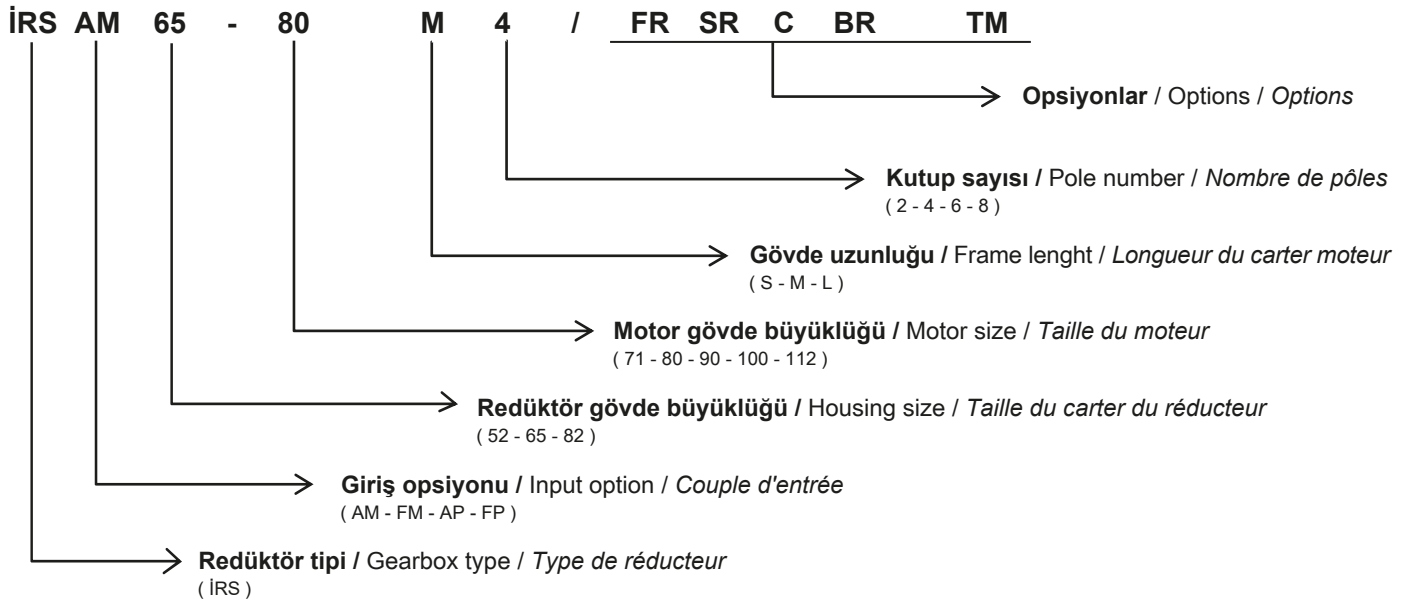 İRS AM 65 - 80 M 4 / FR SR C BR TM
Opsiyonlar / Options / Options
Kutup sayısı / Pole number / Nombre de pôles
( 2 - 4 - 6 - 8 )
Gövde uzunluğu / Frame lenght / Longueur du carter moteur
( S - M - L )
Motor gövde büyüklüğü / Motor size / Taille du moteur
( 71 - 80 - 90 - 100 - 112 )
Redüktör gövde büyüklüğü / Housing size / Taille du carter du réducteur
( 52 - 65 - 82 )
Giriş opsiyonu / Input option / Couple d'entrée
( AM - FM - AP - FP )
Redüktör tipi / Gearbox type / Type de réducteur
( İRS )